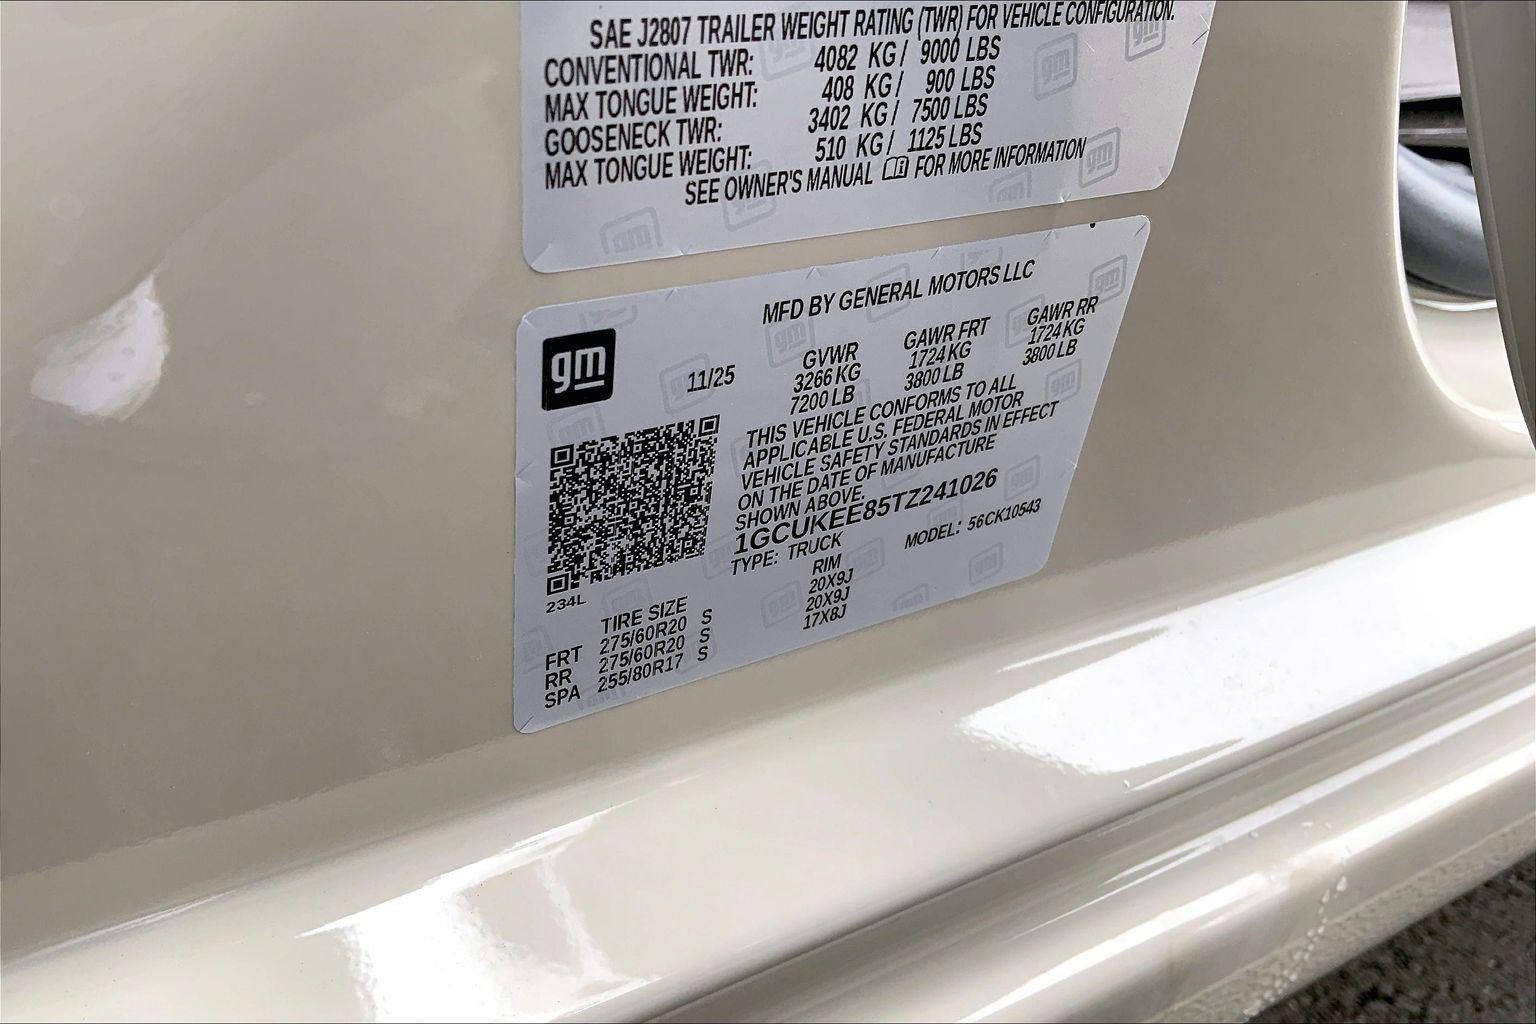 SAE J2807 TRAILER WEIGHT RATING (TWR) FOR VEHICLE CONFIGURATION.
CONVENTIONAL TWR: 4082 KG/ 9000 LBS
MAX TONGUE WEIGHT: 408 KG/ 900 LBS
GOOSENECK TWR: 3402 KG/ 7500 LBS
MAX TONGUE WEIGHT: 510 KG/ 1125 LBS
SEE OWNER'S MANUAL FOR MORE INFORMATION
MFD BY GENERAL MOTORS LLC
gm
11/25
GVWR GAWR FRT GAWR RR
3266 KG 1724 KG 1724 KG
7200 LB 3800 LB 3800 LB
THIS VEHICLE CONFORMS TO ALL
APPLICABLE U.S. FEDERAL MOTOR
VEHICLE SAFETY STANDARDS IN EFFECT
ON THE DATE OF MANUFACTURE
SHOWN ABOVE.
1GCUKEE85TZ241026
TYPE: TRUCK MODEL: 56CK10543
234L
TIRE SIZE RIM
FRT 275/60R20 S 20X9J
RR 275/60R20 S 20X9J
SPA 255/80R17 S 17X8J